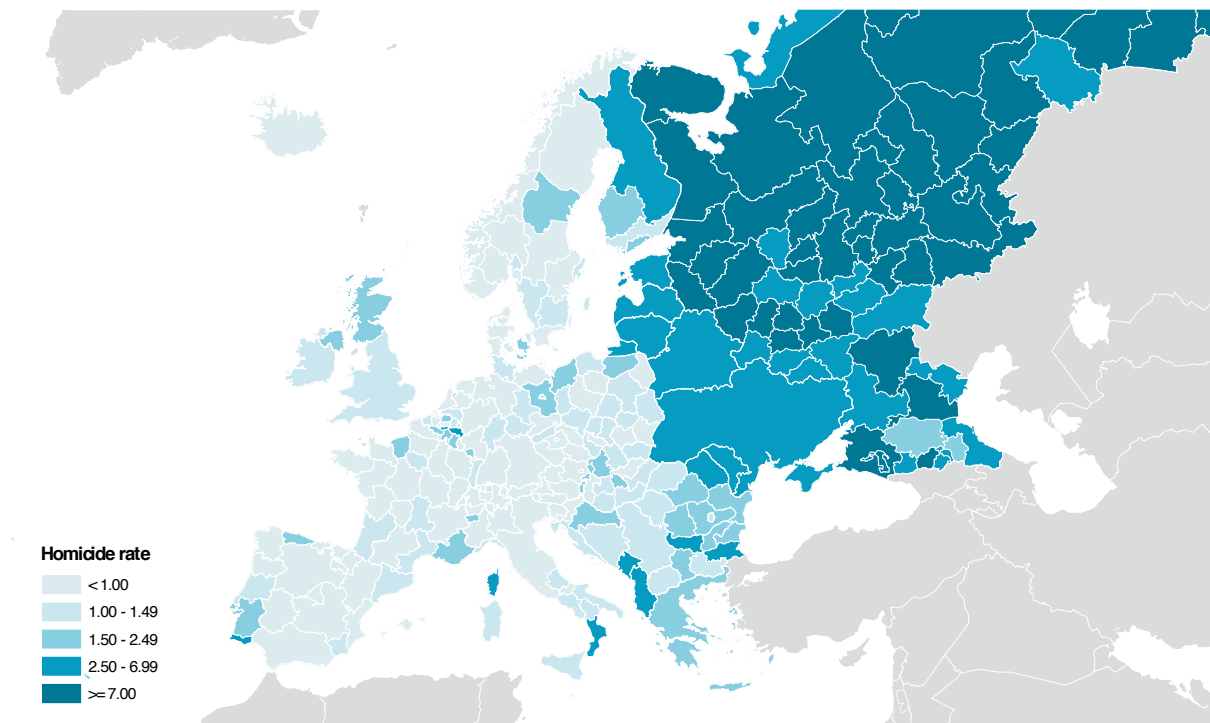 Homicide rate
< 1.00
1.00 - 1.49
1.50 - 2.49
2.50 - 6.99
>= 7.00